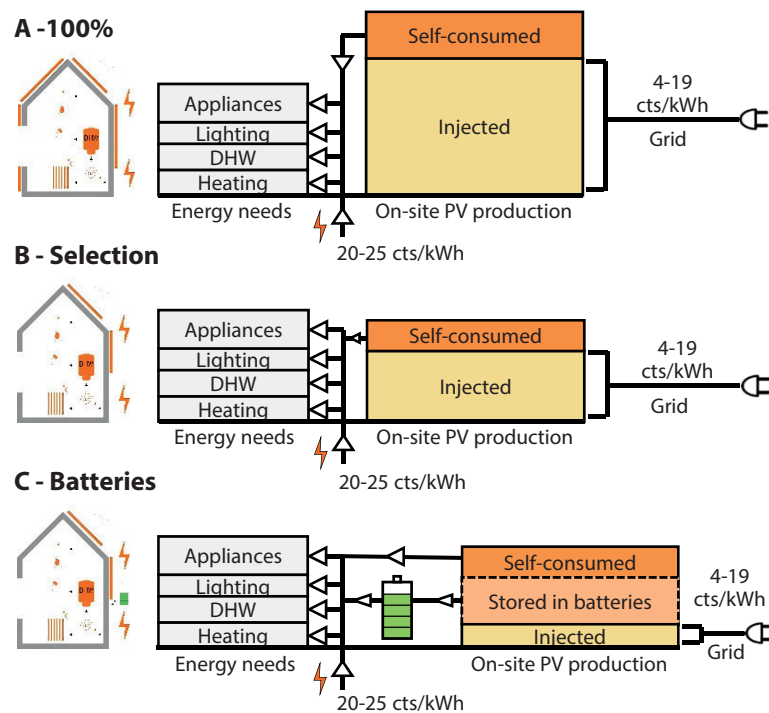 A -100%
Self-consumed
4-19
cts/kWh
Appliances
Injected
Lighting
Grid
DHW
Heating
Energy needs
On-site PV production
20-25 cts/kWh
B - Selection
Appliances
Self-consumed
4-19
cts/kWh
Lighting
DHW
Injected
Grid
Heating
Energy needs
On-site PV production
20-25 cts/kWh
C - Batteries
Appliances
Self-consumed
4-19
cts/kWh
Lighting
Stored in batteries
DHW
Heating
Injected
Grid
Energy needs
On-site PV production
20-25 cts/kWh